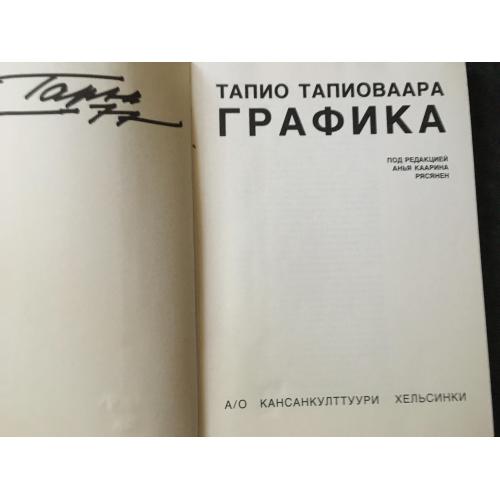 ТАПИО ТАПИОВААРА
ГРАФИКА
ПОД РЕДАКЦИЕЙ
АНЬЯ КААРИНА
РЯСЯНЕН
А/О КАНСАНКУЛТТУУРИ ХЕЛЬСИНКИ